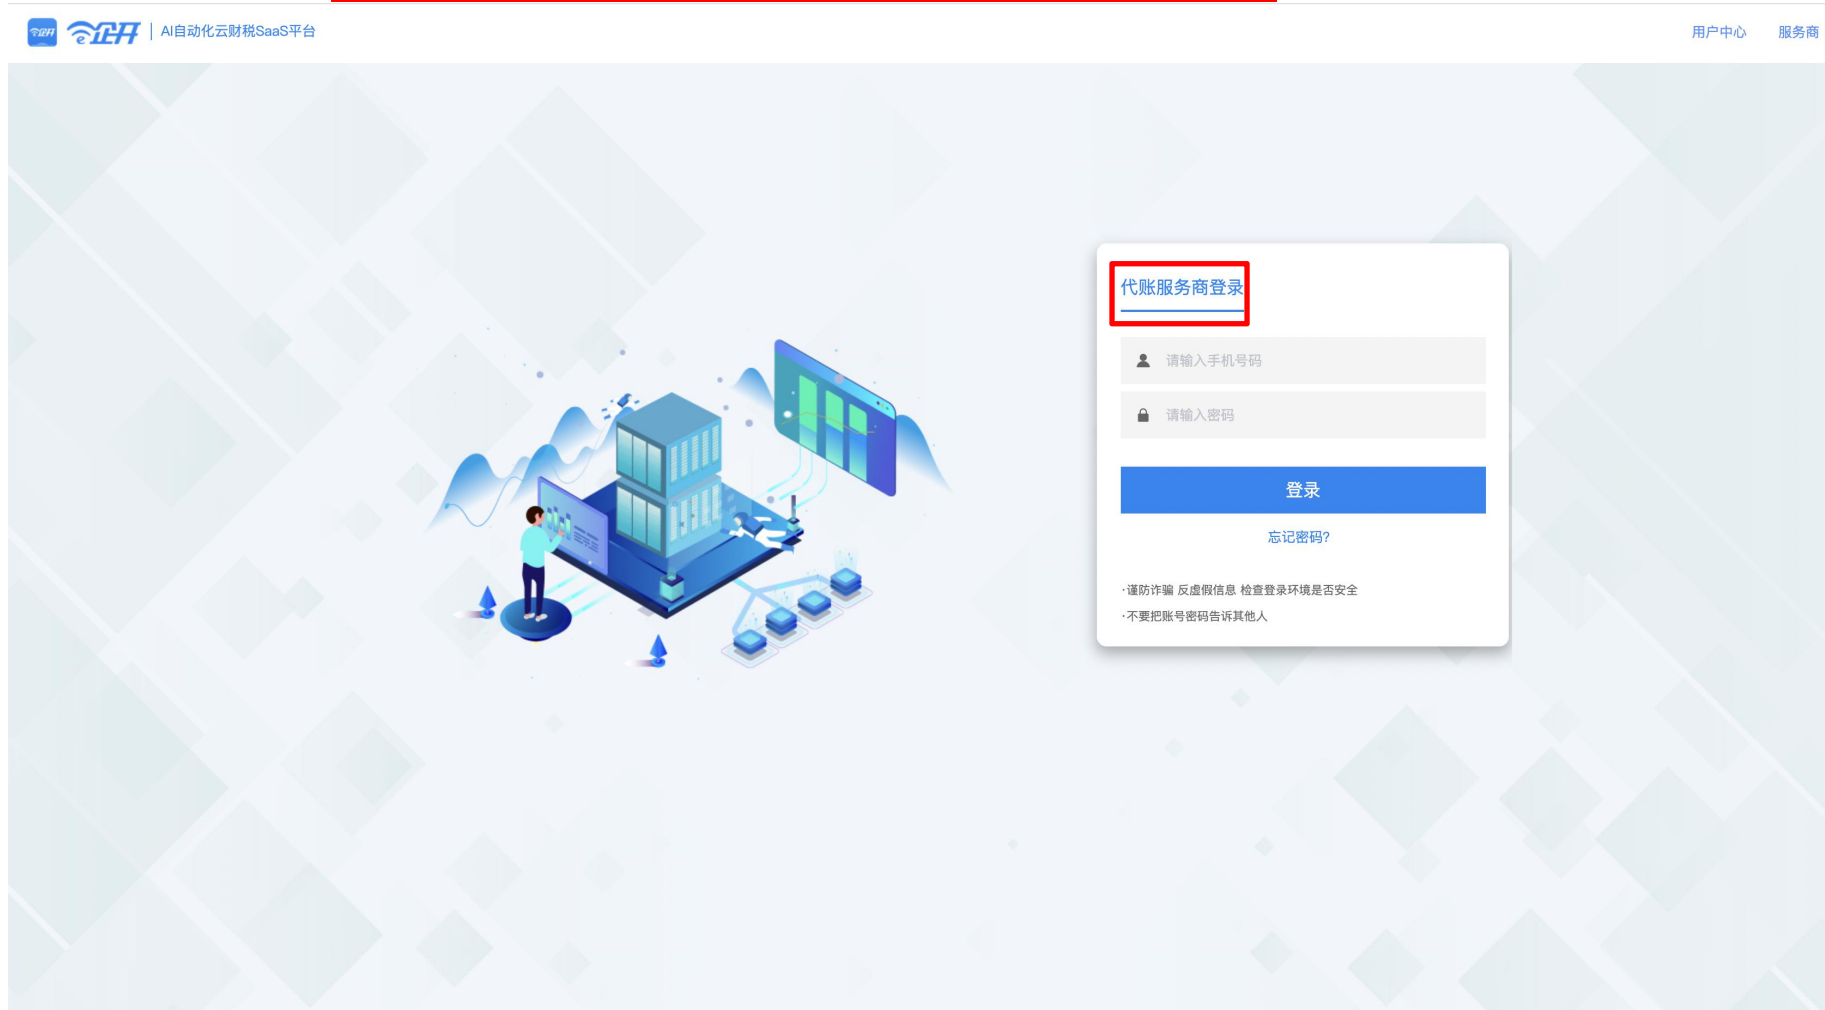 e企开 AI自动化云财税SaaS平台
用户中心 服务商
代账服务商登录
请输入手机号码
请输入密码
登录
忘记密码?
·谨防诈骗 反虚假信息 检查登录环境是否安全
·不要把账号密码告诉其他人